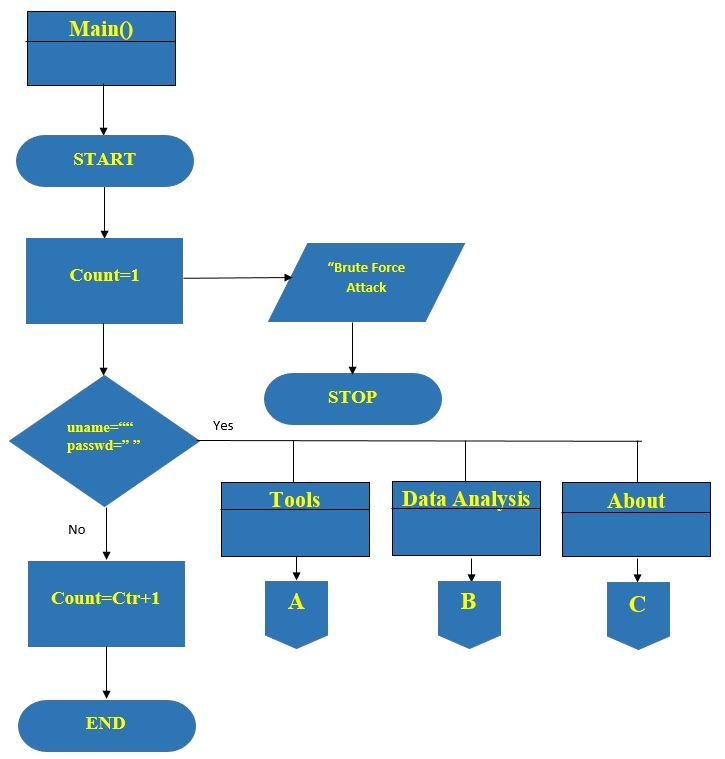 Main()
START
Count=1
“Brute Force
Attack
STOP
uname=““
passwd=” ”
Yes
No
Tools
Data Analysis
About
Count=Ctr+1
A
B
C
END